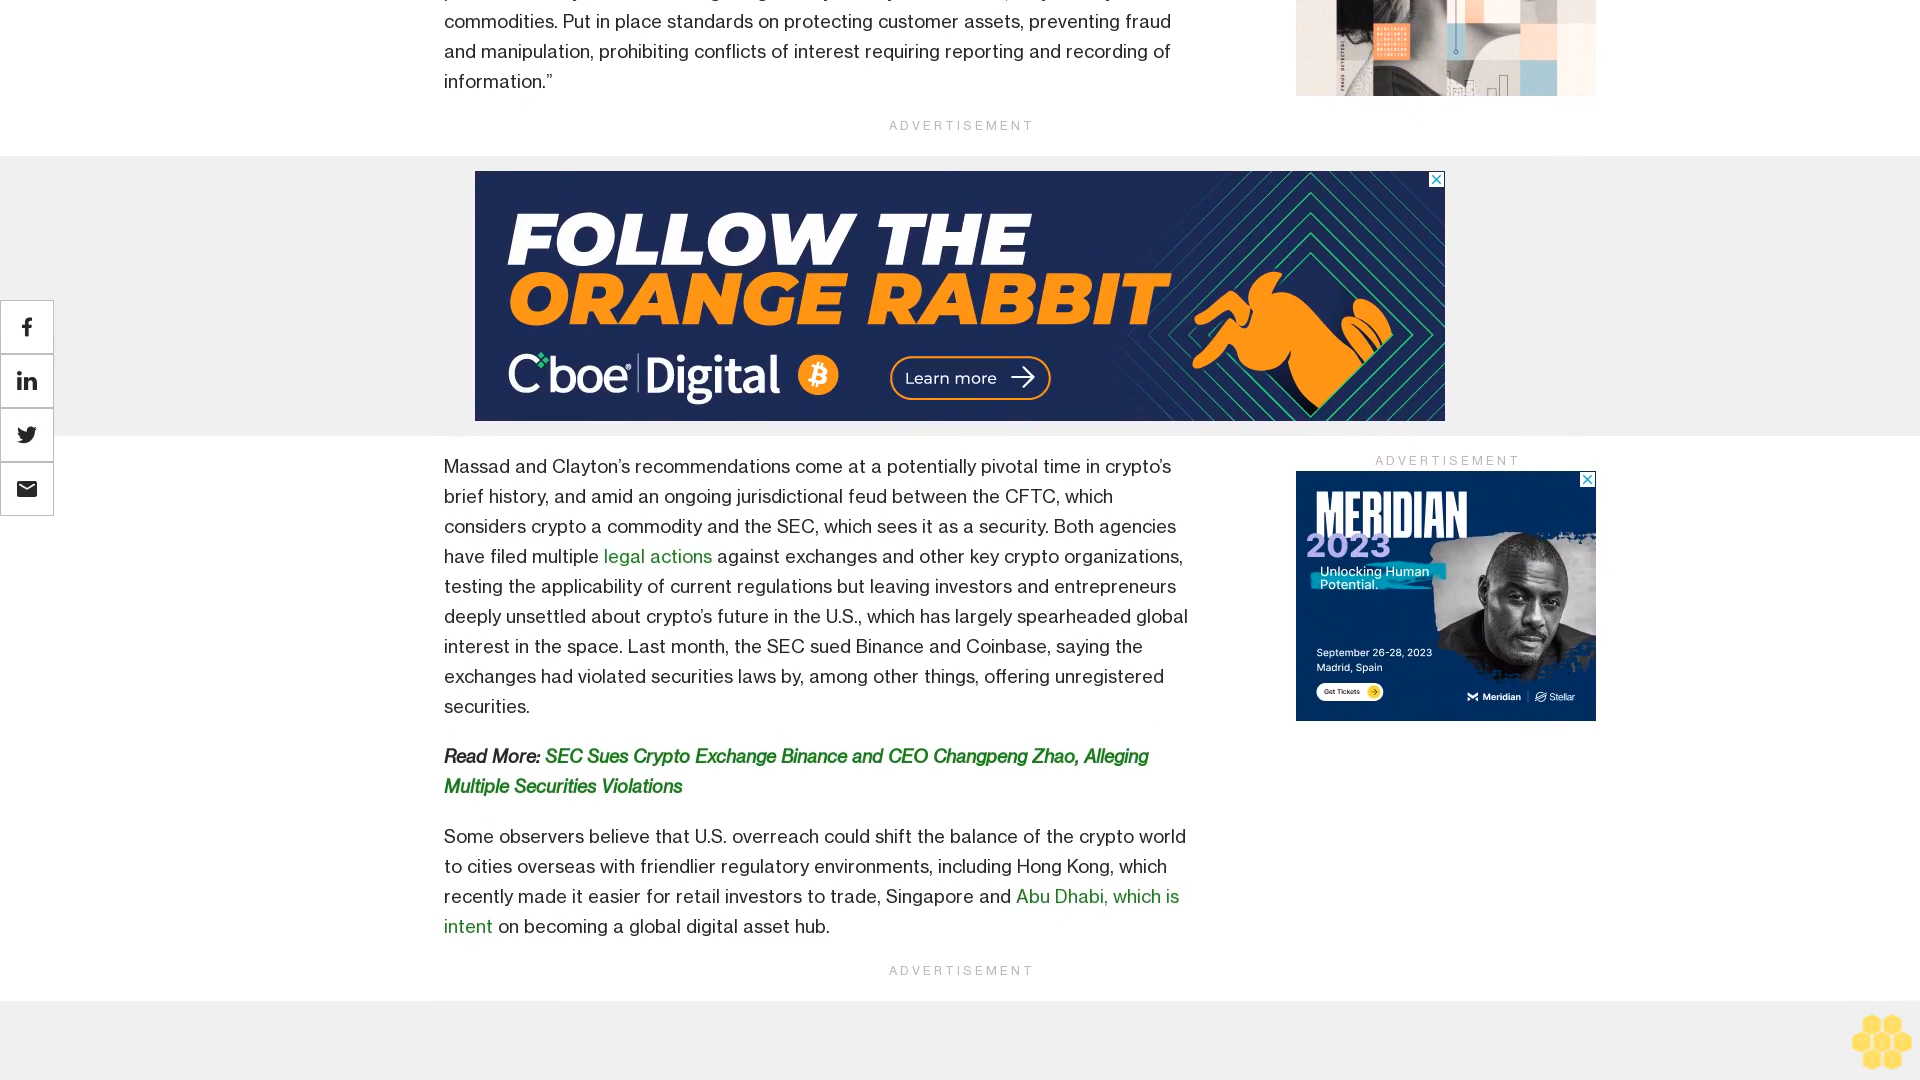 commodities. Put in place standards on protecting customer assets, preventing fraud
and manipulation, prohibiting conflicts of interest requiring reporting and recording of
information.”
ADVERTISEMENT
FOLLOW THE
ORANGE RABBIT
Cboe® | Digital
Learn more
Massad and Clayton’s recommendations come at a potentially pivotal time in crypto’s
brief history, and amid an ongoing jurisdictional feud between the CFTC, which
considers crypto a commodity and the SEC, which sees it as a security. Both agencies
have filed multiple legal actions against exchanges and other key crypto organizations,
testing the applicability of current regulations but leaving investors and entrepreneurs
deeply unsettled about crypto’s future in the U.S., which has largely spearheaded global
interest in the space. Last month, the SEC sued Binance and Coinbase, saying the
exchanges had violated securities laws by, among other things, offering unregistered
securities.
Read More: SEC Sues Crypto Exchange Binance and CEO Changpeng Zhao, Alleging
Multiple Securities Violations
Some observers believe that U.S. overreach could shift the balance of the crypto world
to cities overseas with friendlier regulatory environments, including Hong Kong, which
recently made it easier for retail investors to trade, Singapore and Abu Dhabi, which is
intent on becoming a global digital asset hub.
ADVERTISEMENT
ADVERTISEMENT
MERIDIAN
2023
Unlocking Human
Potential.
September 26-28, 2023
Madrid, Spain
Get Tickets
Meridian | Stellar